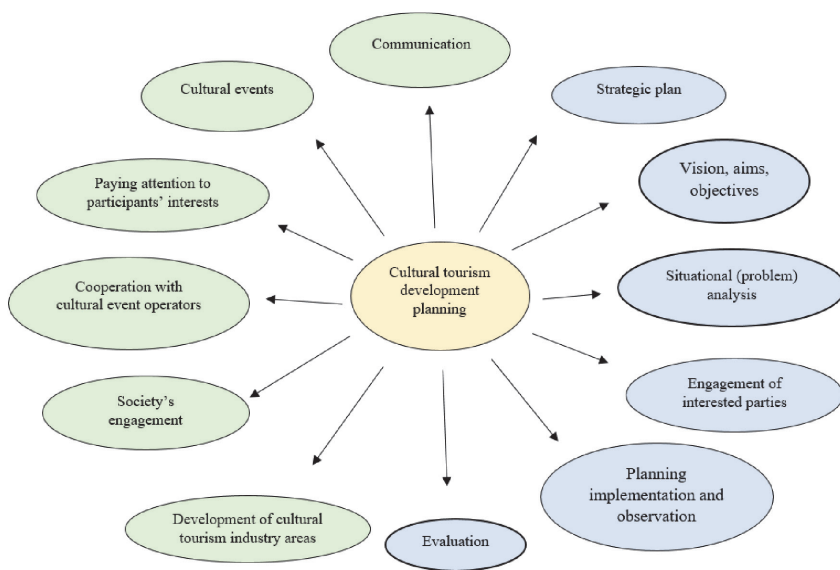 Communication
Cultural events
Strategic plan
Paying attention to
participants’ interests
Vision, aims,
objectives
Cooperation with
cultural event operators
Cultural tourism
development
planning
Situational (problem)
analysis
Society’s
engagement
Engagement of
interested parties
Development of cultural
tourism industry areas
Evaluation
Planning
implementation and
observation